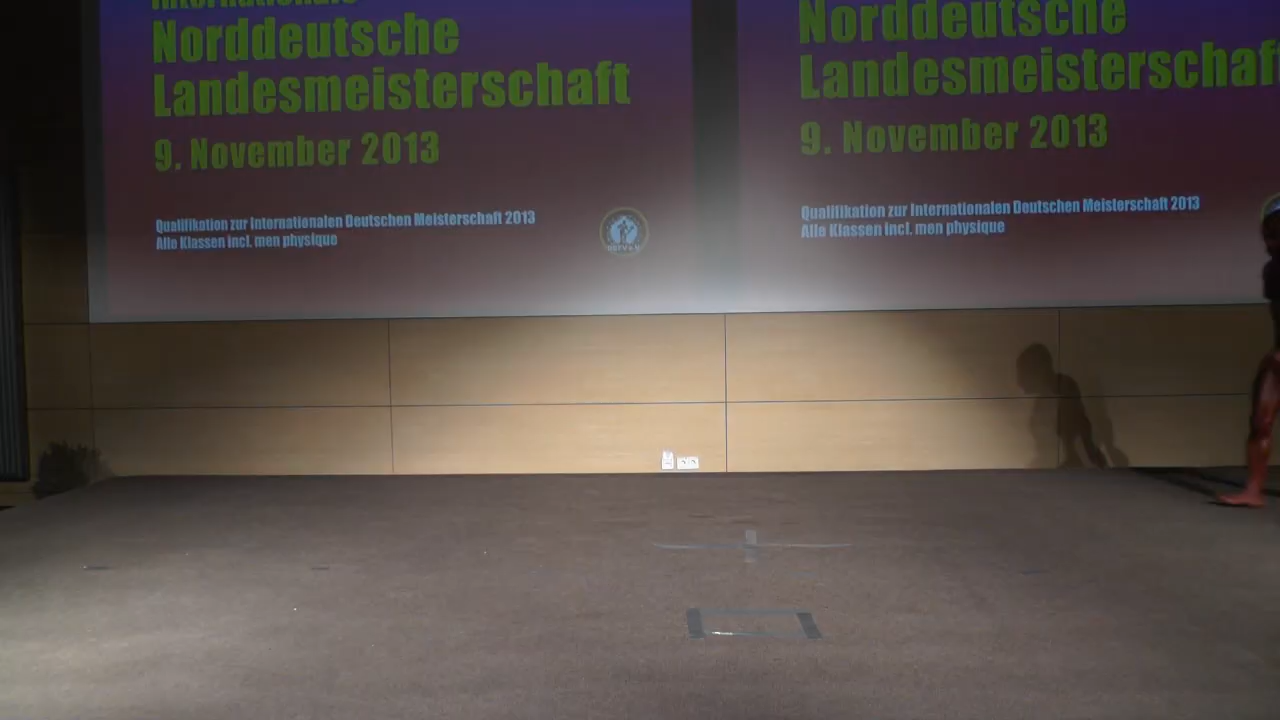 Internationale
Norddeutsche
Landesmeisterschaft
9. November 2013
Qualifikation zur Internationalen Deutschen Meisterschaft 2013
Alle Klassen incl. men physique
Norddeutsche
Landesmeisterschaf
9. November 2013
Qualifikation zur Internationalen Deutschen Meisterschaft 2013
Alle Klassen incl. men physique